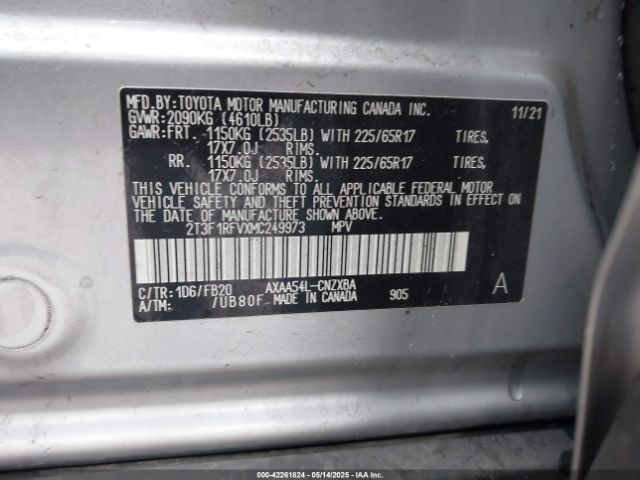 MFD.BY:TOYOTA MOTOR MANUFACTURING CANADA INC. 11/21
GVWR:2090KG (4610LB)
GAWR:FRT. 1150KG (2535LB) WITH 225/65R17 TIRES,
17X7.0J RIMS.
RR. 1150KG (2535LB) WITH 225/65R17 TIRES,
17X7.0J RIMS.
THIS VEHICLE CONFORMS TO ALL APPLICABLE FEDERAL MOTOR
VEHICLE SAFETY AND THEFT PREVENTION STANDARDS IN EFFECT ON
THE DATE OF MANUFACTURE SHOWN ABOVE.
2T3F1RFVXMC249973 MPV
C/TR:1D6/FB20 AXAA54L-CNZXBA A
A/TM: /UB80F MADE IN CANADA 905
000-42261824 | 05/14/2025 | IAAI.COM